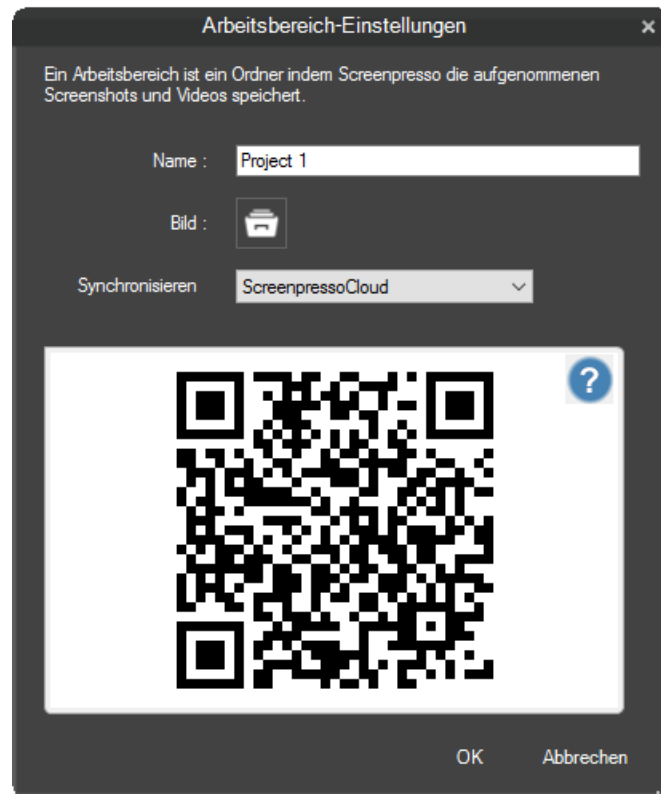 Arbeitsbereich-Einstellungen
Ein Arbeitsbereich ist ein Ordner indem Screenpresso die aufgenommenen
Screenshots und Videos speichert.
Name :
Project 1
Bild :
Synchronisieren
ScreenpressoCloud
?
OK
Abbrechen